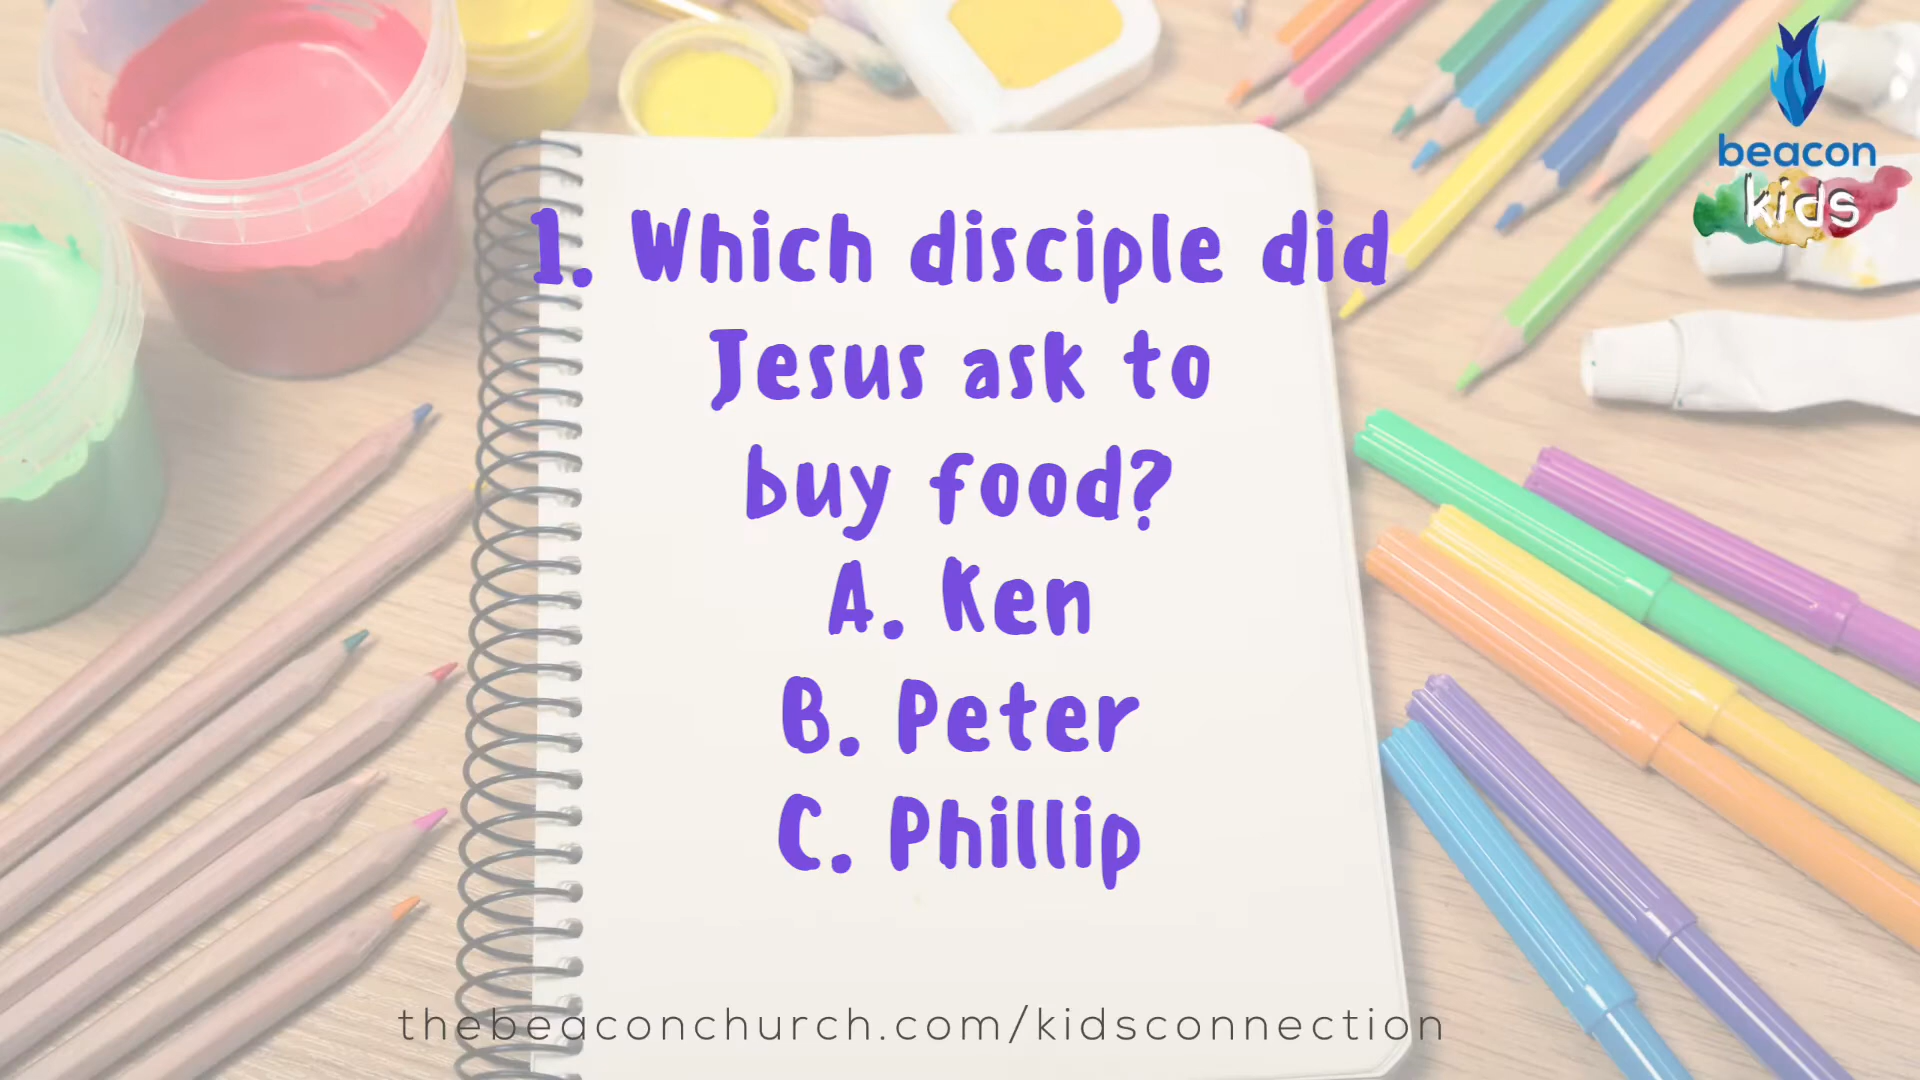 beacon
kids
1. Which disciple did
Jesus ask to
buy food?
A. Ken
B. Peter
C. Phillip
thebeaconchurch.com/kidsconnection